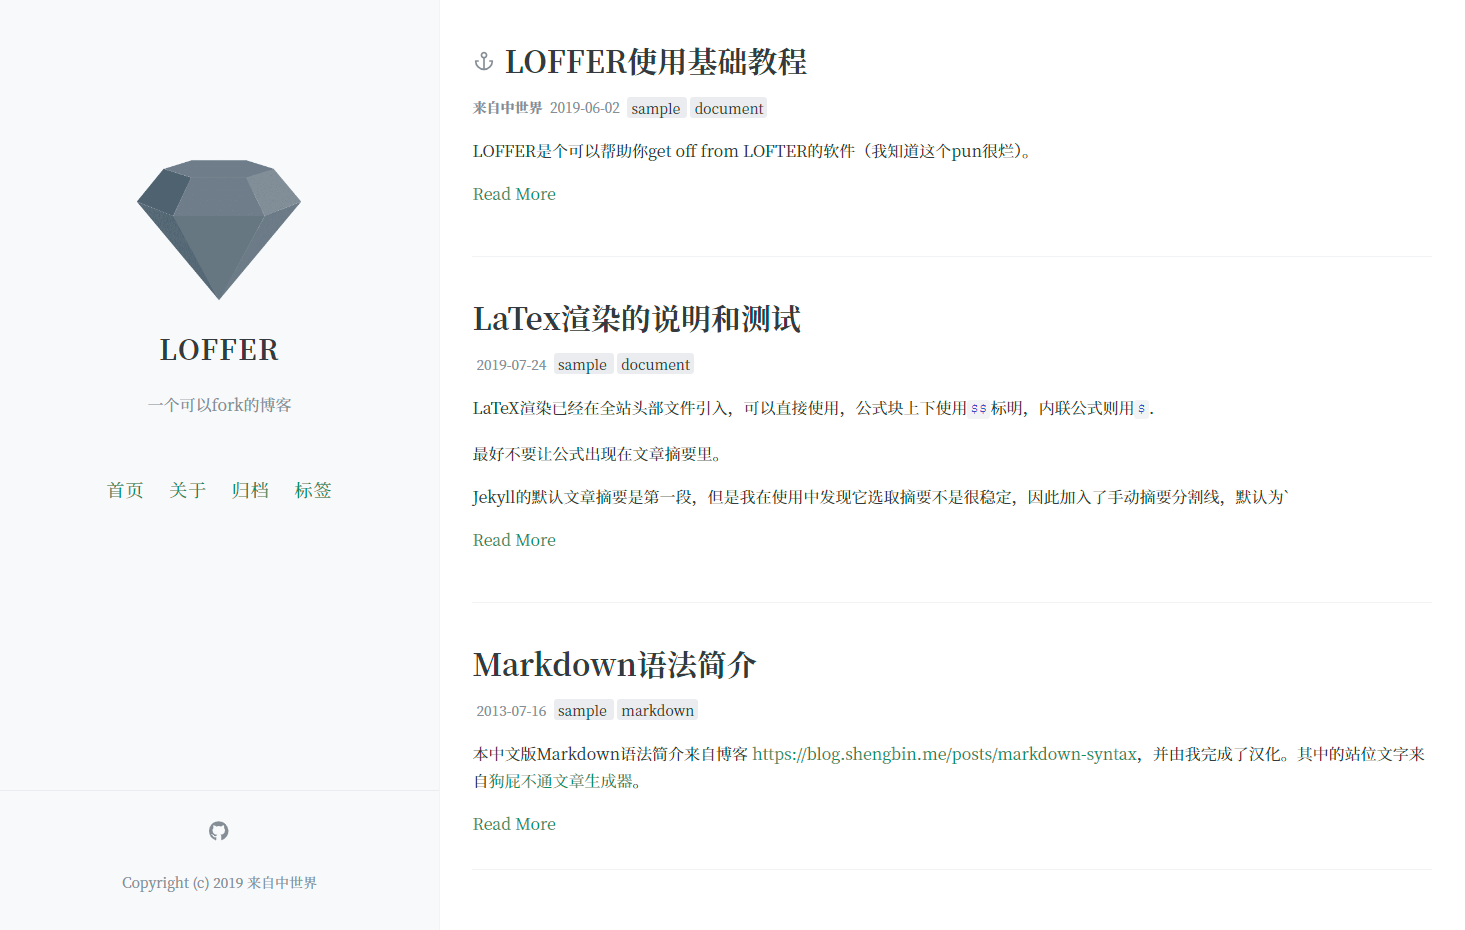 LOFFER
一个可以fork的博客
首页 关于 归档 标签
Copyright (c) 2019 来自中世界
LOFFER使用基础教程
来自中世界 2019-06-02 sample document
LOFFER是个可以帮助你get off from LOFTER的软件（我知道这个pun很烂）。
Read More
LaTex渲染的说明和测试
2019-07-24 sample document
LaTeX渲染已经在全站头部文件引入，可以直接使用，公式块上下使用$$标明，内联公式则用$.
最好不要让公式出现在文章摘要里。
Jekyll的默认文章摘要是第一段，但是我在使用中发现它选取摘要不是很稳定，因此加入了手动摘要分割线，默认为`
Read More
Markdown语法简介
2013-07-16 sample markdown
本中文版Markdown语法简介来自博客 https://blog.shengbin.me/posts/markdown-syntax，并由我完成了汉化。其中的站位文字来
自狗屁不通文章生成器。
Read More